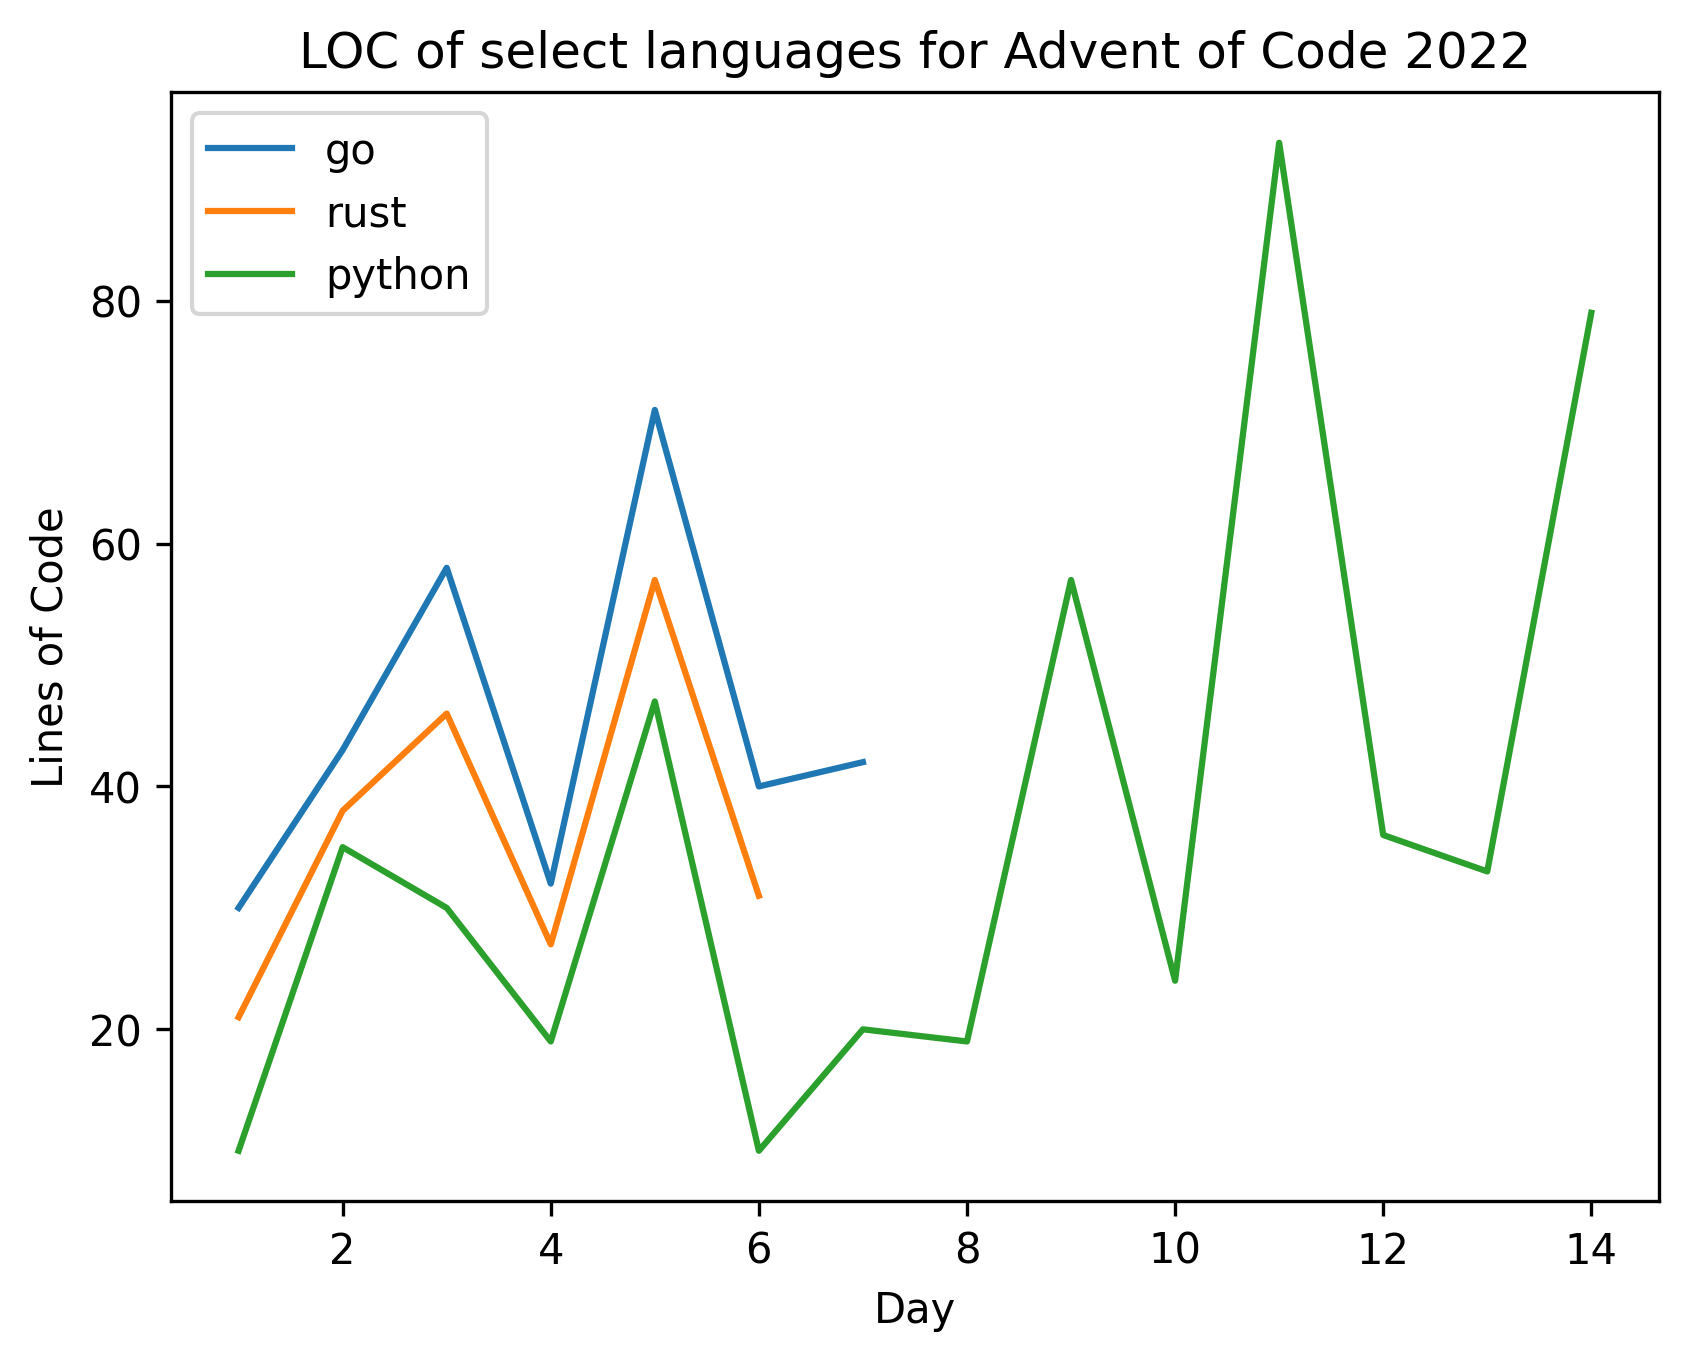 LOC of select languages for Advent of Code 2022
go
rust
python
80
60
40
20
Lines of Code
2 4 6 8 10 12 14
Day